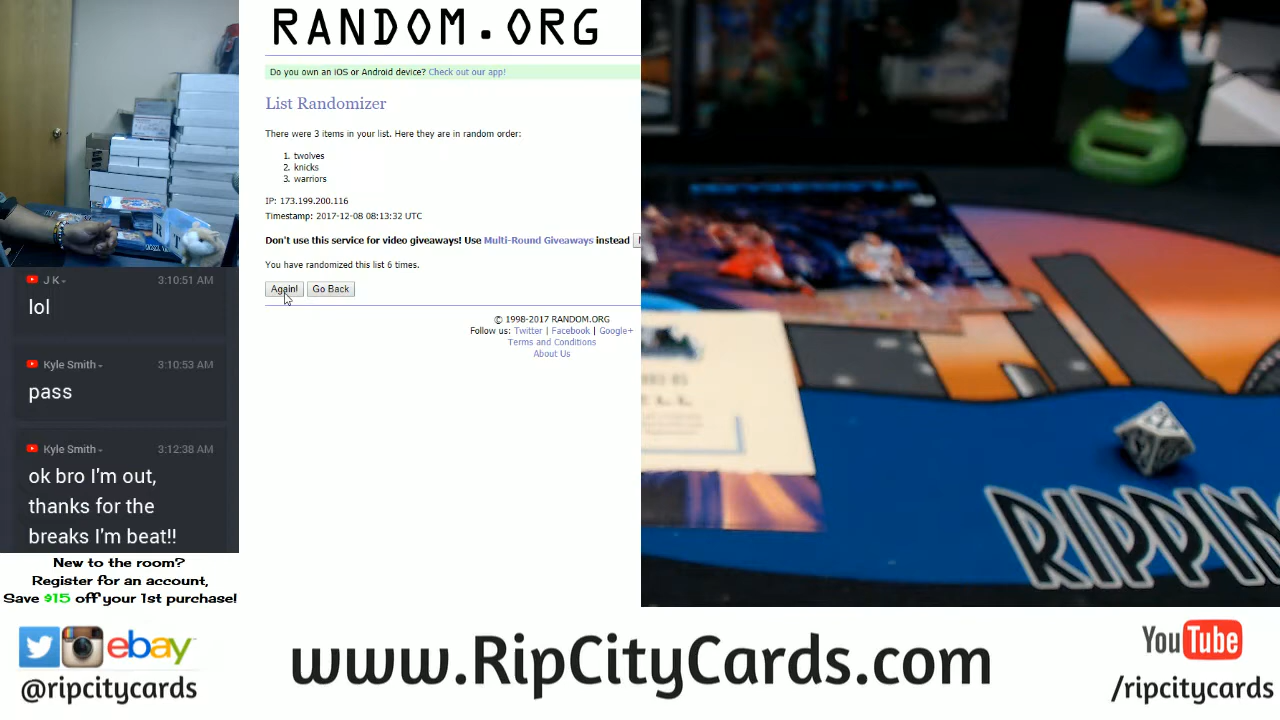 RANDOM.ORG
Do you own an iOS or Android device? Check out our app!
List Randomizer
There were 3 items in your list. Here they are in random order:
1. twolves
2. knicks
3. warriors
IP: 173.199.200.116
Timestamp: 2017-12-08 08:13:32 UTC
Don't use this service for video giveaways! Use Multi-Round Giveaways instead
You have randomized this list 6 times.
Again! Go Back
© 1998-2017 RANDOM.ORG
Follow us: Twitter | Facebook | Google+
Terms and Conditions
About Us
J K 3:10:51 AM
lol
Kyle Smith 3:10:53 AM
pass
Kyle Smith 3:12:38 AM
ok bro I'm out,
thanks for the
breaks I'm beat!!
New to the room?
Register for an account,
Save $15 off your 1st purchase!
ebay
@ripcitycards
www.RipCityCards.com
YouTube
/ripcitycards
RIPPIN